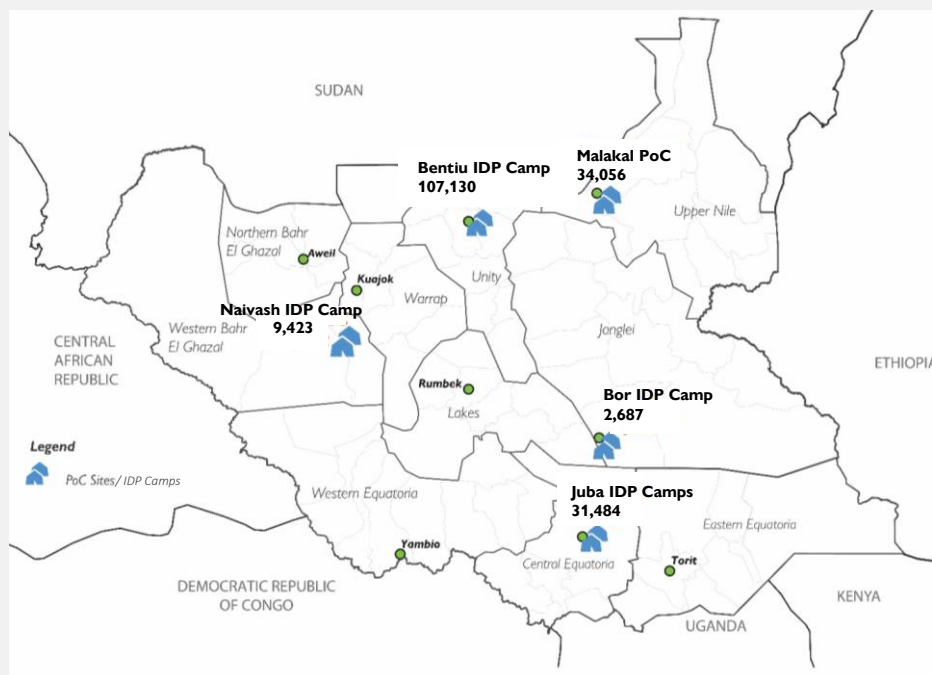 SUDAN
Malakal PoC
34,056
Bentiu IDP Camp
107,130
Upper Nile
Northern Bahr
El Ghazal
Aweil
Kuajok
Unity
Warrap
Naivash IDP Camp
9,423
Western Bahr
El Ghazal
Jonglei
CENTRAL
AFRICAN
REPUBLIC
ETHIOPIA
Rumbek
Lakes
Bor IDP Camp
2,687
Legend
PoC Sites/ IDP Camps
Western Equatoria
Juba IDP Camps
31,484
Eastern Equatoria
Yambio
Central Equatoria
Torit
DEMOCRATIC REPUBLIC
OF CONGO
KENYA
UGANDA